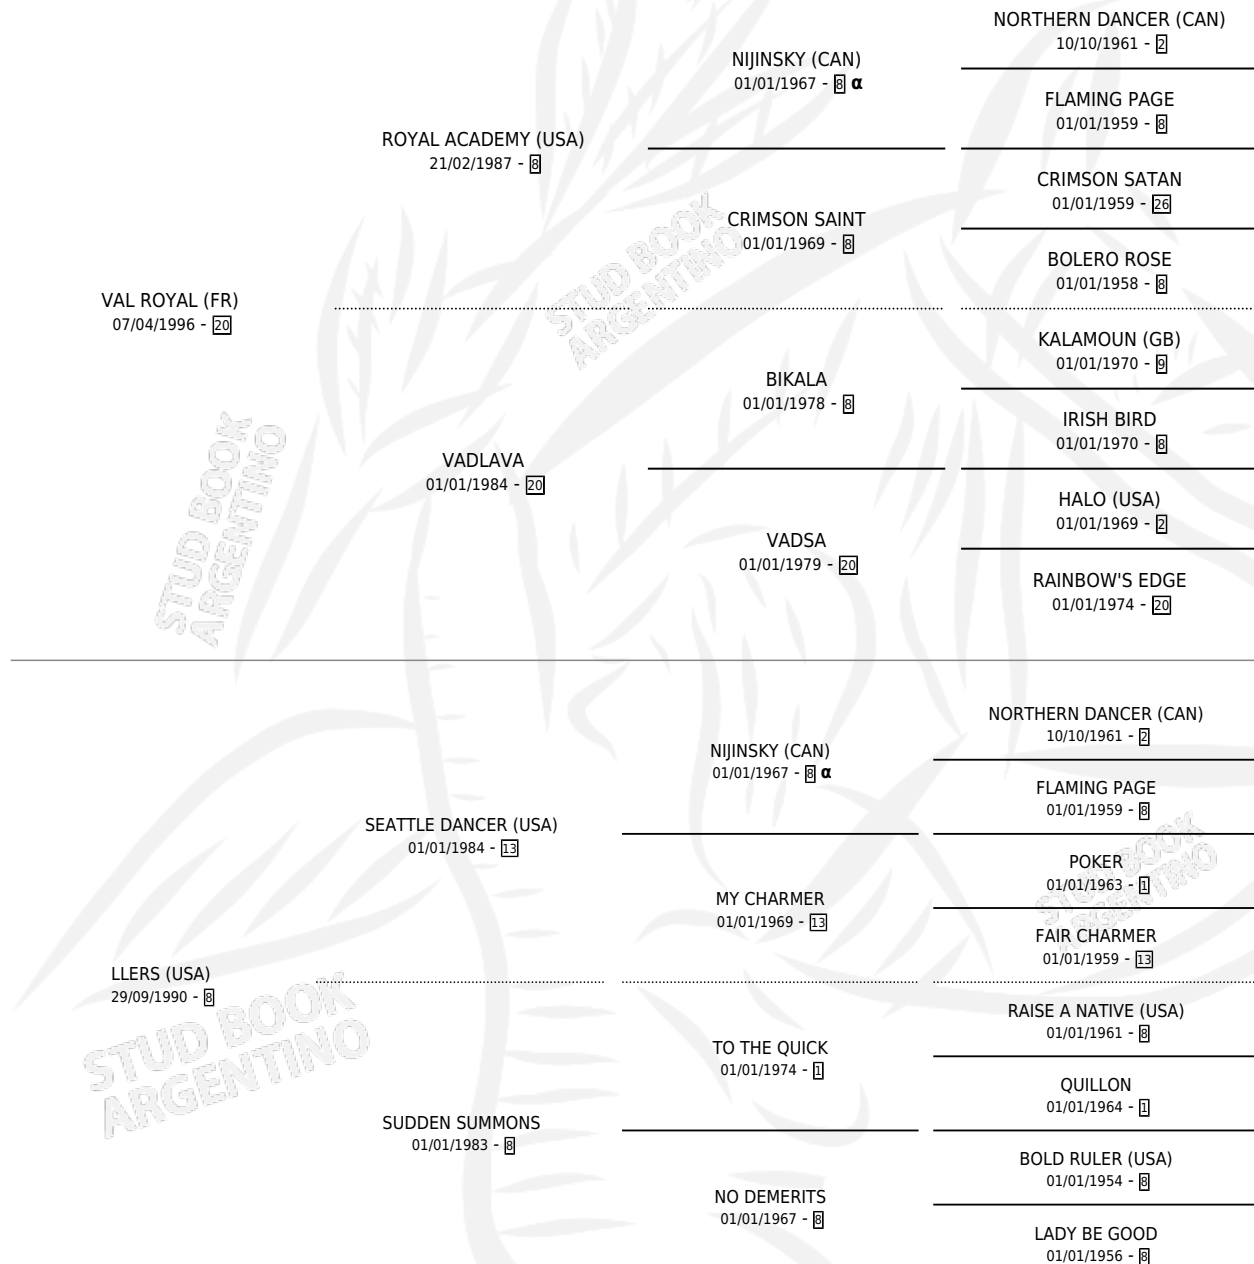 NORTHERN DANCER (CAN)
10/10/1961 - 2
NIJINSKY (CAN)
01/01/1967 - 8 α
FLAMING PAGE
01/01/1959 - 8
ROYAL ACADEMY (USA)
21/02/1987 - 8
CRIMSON SATAN
01/01/1959 - 26
CRIMSON SAINT
01/01/1969 - 8
BOLERO ROSE
01/01/1958 - 8
VAL ROYAL (FR)
07/04/1996 - 20
KALAMOUN (GB)
01/01/1970 - 9
BIKALA
01/01/1978 - 8
IRISH BIRD
01/01/1970 - 8
VADLAVA
01/01/1984 - 20
HALO (USA)
01/01/1969 - 2
VADSA
01/01/1979 - 20
RAINBOW'S EDGE
01/01/1974 - 20
NORTHERN DANCER (CAN)
10/10/1961 - 2
NIJINSKY (CAN)
01/01/1967 - 8 α
FLAMING PAGE
01/01/1959 - 8
SEATTLE DANCER (USA)
01/01/1984 - 13
POKER
01/01/1963 - 1
MY CHARMER
01/01/1969 - 13
FAIR CHARMER
01/01/1959 - 13
LLERS (USA)
29/09/1990 - 8
RAISE A NATIVE (USA)
01/01/1961 - 8
TO THE QUICK
01/01/1974 - 1
QUILLON
01/01/1964 - 1
SUDDEN SUMMONS
01/01/1983 - 8
BOLD RULER (USA)
01/01/1954 - 8
NO DEMERITS
01/01/1967 - 8
LADY BE GOOD
01/01/1956 - 8
STUD BOOK
ARGENTINO
STUD BOOK
ARGENTINO
STUD BOOK
ARGENTINO
STUD BOOK
ARGENTINO